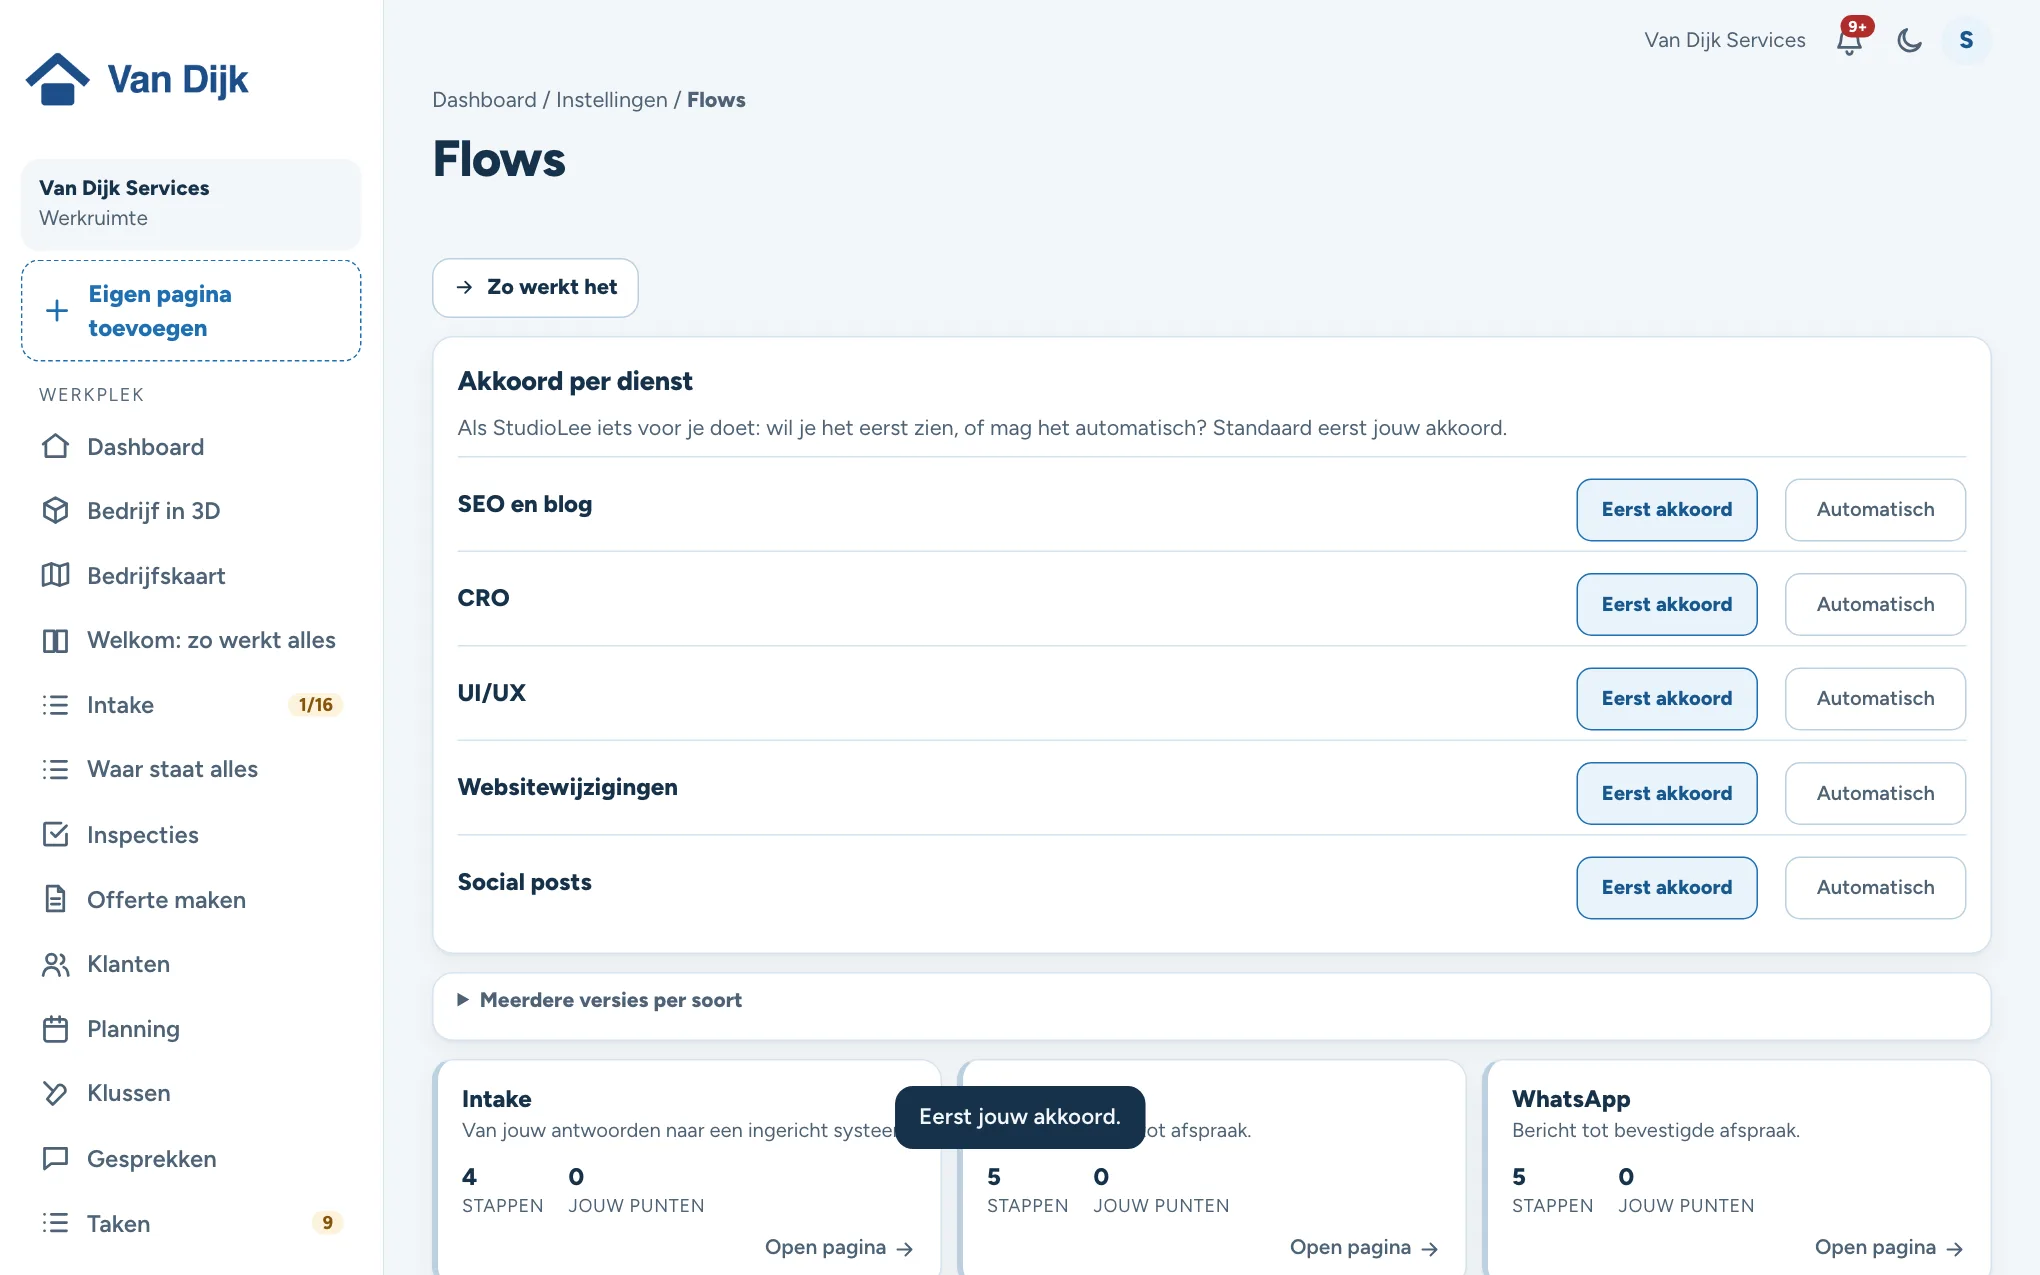 Van Dijk
Van Dijk Services
Werkruimte
Eigen pagina
toevoegen
WERKPLEK
Dashboard
Bedrijf in 3D
Bedrijfskaart
Welkom: zo werkt alles
Intake 1/16
Waar staat alles
Inspecties
Offerte maken
Klanten
Planning
Klussen
Gesprekken
Taken 9
Van Dijk Services 9+ S
Dashboard / Instellingen / Flows
Flows
→ Zo werkt het
Akkoord per dienst
Als StudioLee iets voor je doet: wil je het eerst zien, of mag het automatisch? Standaard eerst jouw akkoord.
SEO en blog Eerst akkoord Automatisch
CRO Eerst akkoord Automatisch
UI/UX Eerst akkoord Automatisch
Websitewijzigingen Eerst akkoord Automatisch
Social posts Eerst akkoord Automatisch
Meerdere versies per soort
Intake
Van jouw antwoorden naar een ingericht
4 0
STAPPEN JOUW PUNTEN
Open pagina →
Eerst jouw akkoord.
afspraak.
5 0
STAPPEN JOUW PUNTEN
Open pagina →
WhatsApp
Bericht tot bevestigde afspraak.
5 0
STAPPEN JOUW PUNTEN
Open pagina →